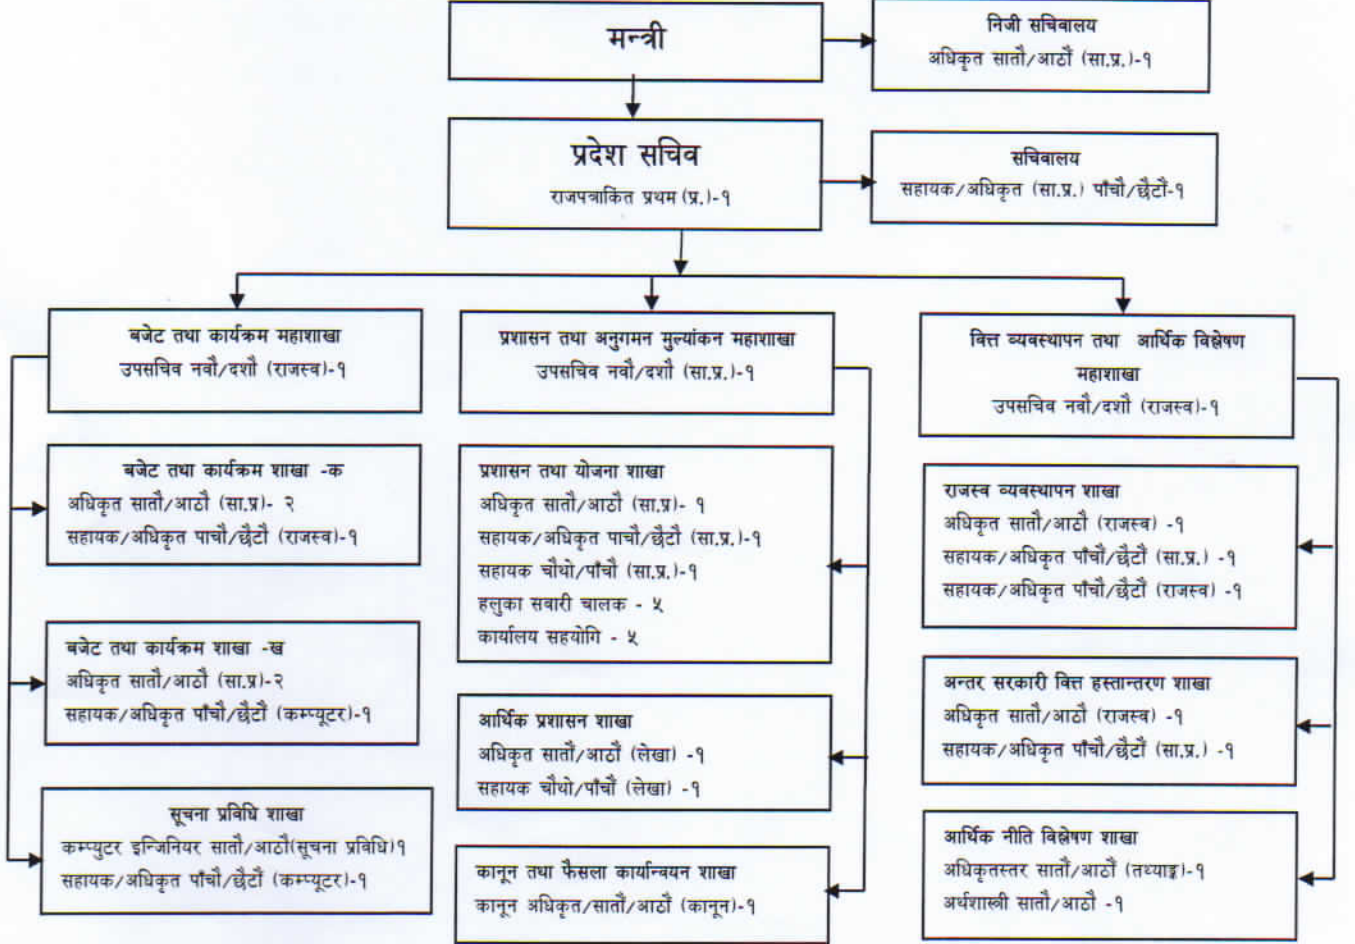 मन्त्री
निजी सचिवालय
अधिकृत सातौ/आठौं (सा.प्र.)-१
प्रदेश सचिव
राजपत्राकिंत प्रथम (प्र.)-१
सचिवालय
सहायक/अधिकृत (सा.प्र.) पाँचौ/छैटौं-१
बजेट तथा कार्यक्रम महाशाखा
उपसचिव नवौ/दशौ (राजस्व)-१
प्रशासन तथा अनुगमन मुल्यांकन महाशाखा
उपसचिव नवौ/दशौ (सा.प्र.)-१
वित्त व्यवस्थापन तथा आर्थिक विश्लेषण
महाशाखा
उपसचिव नवौ/दशौ (राजस्व)-१
बजेट तथा कार्यक्रम शाखा -क
अधिकृत सातौ/आठौ (सा.प्र)- २
सहायक/अधिकृत पाचौ/छैटौ (राजस्व)-१
बजेट तथा कार्यक्रम शाखा -ख
अधिकृत सातौ/आठौ (सा.प्र)-२
सहायक/अधिकृत पाँचौ/छैटौं (कम्प्यूटर)-१
सूचना प्रविधि शाखा
कम्प्युटर इन्जिनियर सातौ/आठौ(सूचना प्रविधि)१
सहायक/अधिकृत पाँचौ/छैटौं (कम्प्यूटर)-१
प्रशासन तथा योजना शाखा
अधिकृत सातौ/आठौ (सा.प्र)- १
सहायक/अधिकृत पाचौ/छैटौ (सा.प्र.)-१
सहायक चौथो/पाँचौ (सा.प्र.)-१
हलुका सवारी चालक - ५
कार्यालय सहयोगि - ५
आर्थिक प्रशासन शाखा
अधिकृत सातौं/आठौं (लेखा) -१
सहायक चौथो/पाँचौं (लेखा) -१
कानून तथा फैसला कार्यान्वयन शाखा
कानून अधिकृत/सातौं/आठौं (कानून)-१
राजस्व व्यवस्थापन शाखा
अधिकृत सातौ/आठौ (राजस्व) -१
सहायक/अधिकृत पाँचौं/छैटौं (सा.प्र.) -१
सहायक/अधिकृत पाँचौ/छैटौं (राजस्व) -१
अन्तर सरकारी वित्त हस्तान्तरण शाखा
अधिकृत सातौ/आठौ (राजस्व) -१
सहायक/अधिकृत पाँचौ/छैटौं (सा.प्र.) -१
आर्थिक नीति विश्लेषण शाखा
अधिकृतस्तर सातौ/आठौं (तथ्याङ्क)-१
अर्थशास्त्री सातौ/आठौ -१